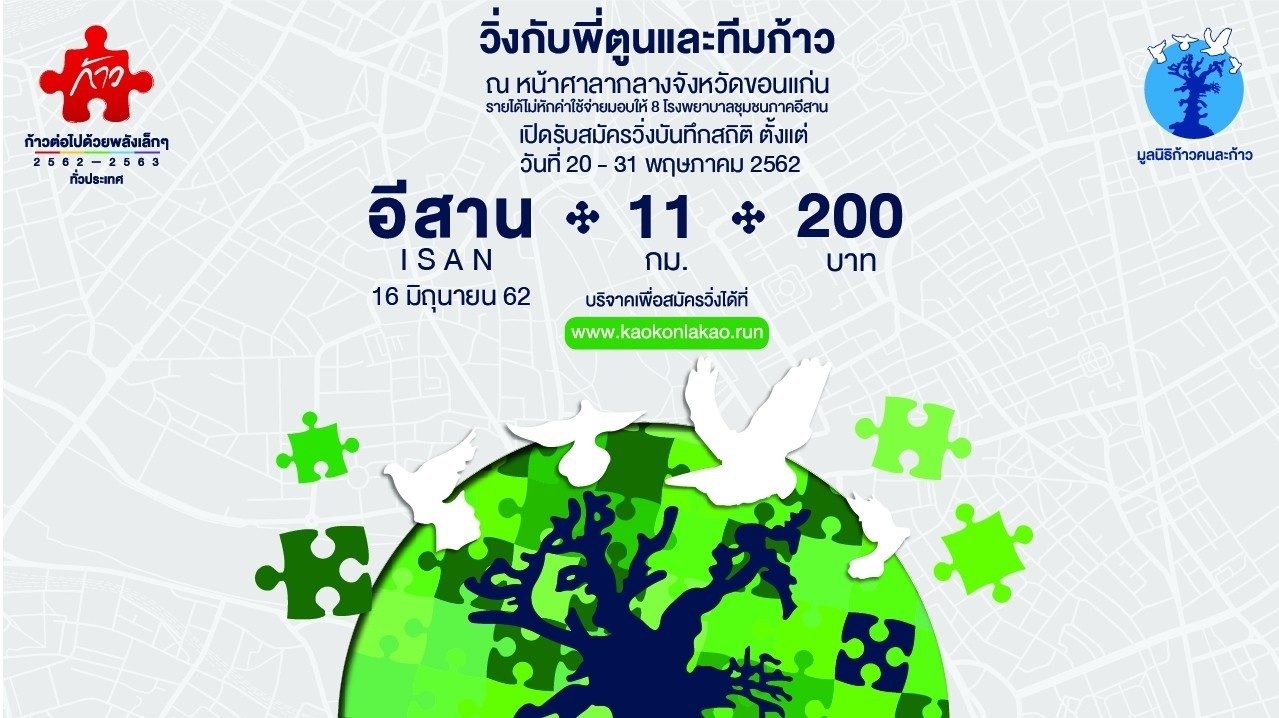 วิ่งกับพี่ตูนและทีมก้าว
ณ หน้าศาลากลางจังหวัดขอนแก่น
รายได้ไม่หักค่าใช้จ่ายมอบให้ 8 โรงพยาบาลชุมชนภาคอีสาน
เปิดรับสมัครวิ่งบันทึกสถิติ ตั้งแต่
วันที่ 20 - 31 พฤษภาคม 2562
ก้าว
ก้าวต่อไปด้วยพลังเล็กๆ
2562 — 2563
ทั่วประเทศ
มูลนิธิก้าวคนละก้าว
อีสาน 11 200
ISAN กม. บาท
16 มิถุนายน 62
บริจาคเพื่อสมัครวิ่งได้ที่
www.kaokonlakao.run